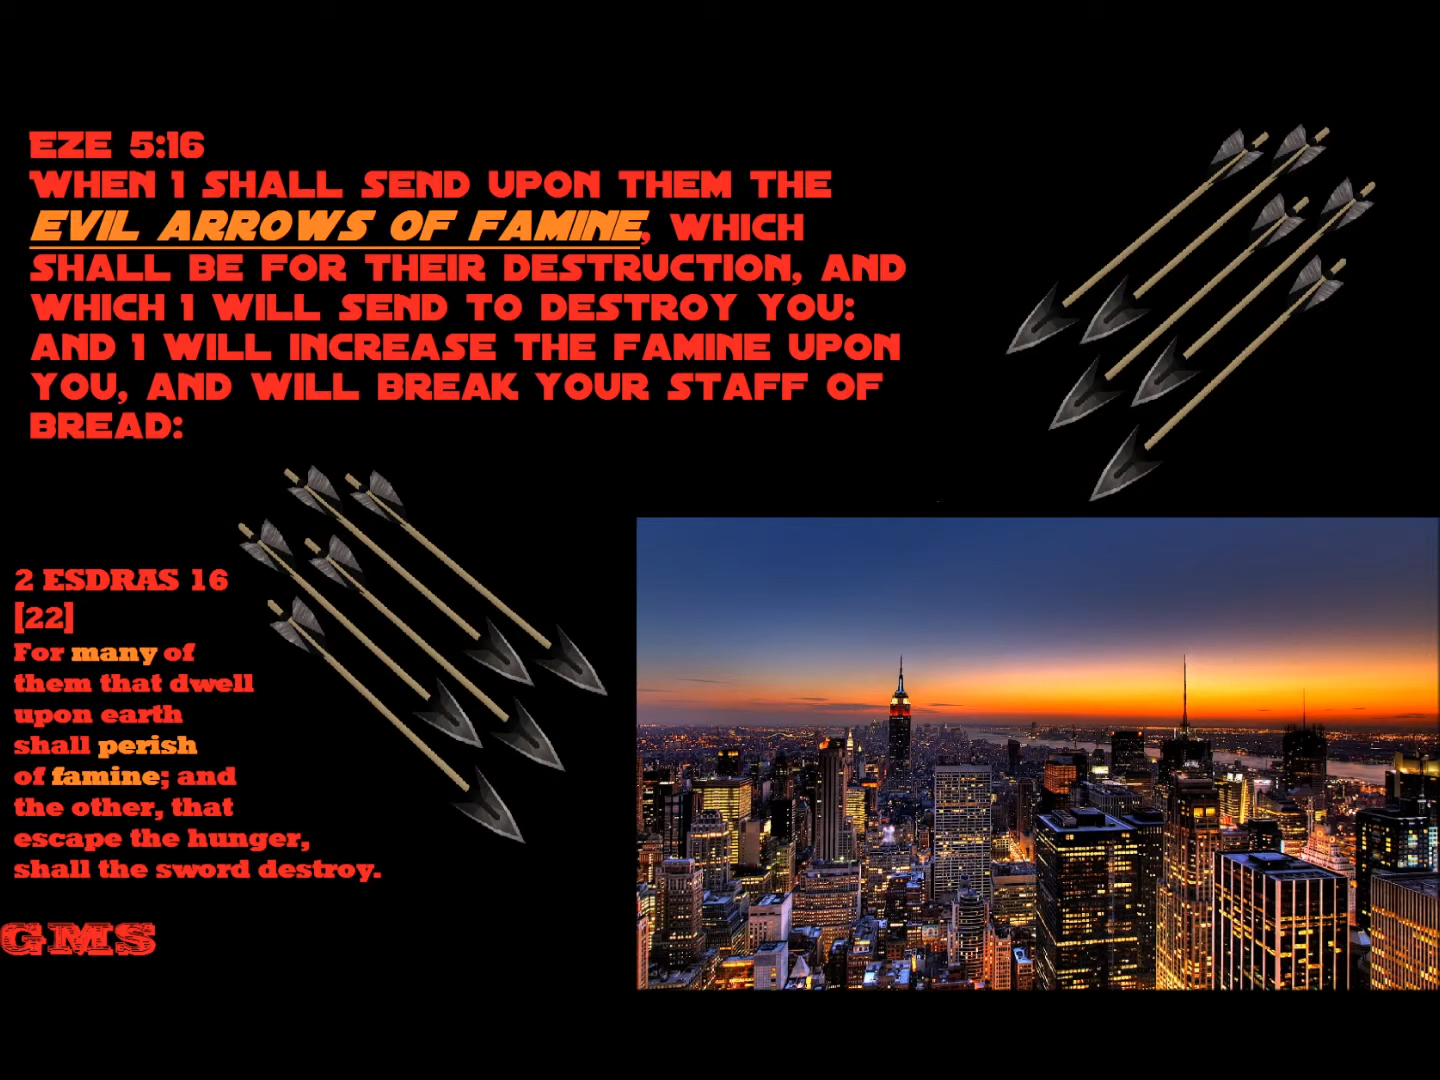 EZE 5:16
WHEN I SHALL SEND UPON THEM THE
EVIL ARROWS OF FAMINE, WHICH
SHALL BE FOR THEIR DESTRUCTION, AND
WHICH I WILL SEND TO DESTROY YOU:
AND I WILL INCREASE THE FAMINE UPON
YOU, AND WILL BREAK YOUR STAFF OF
BREAD:
2 ESDRAS 16
[22]
For many of
them that dwell
upon earth
shall perish
of famine; and
the other, that
escape the hunger,
shall the sword destroy.
GMS